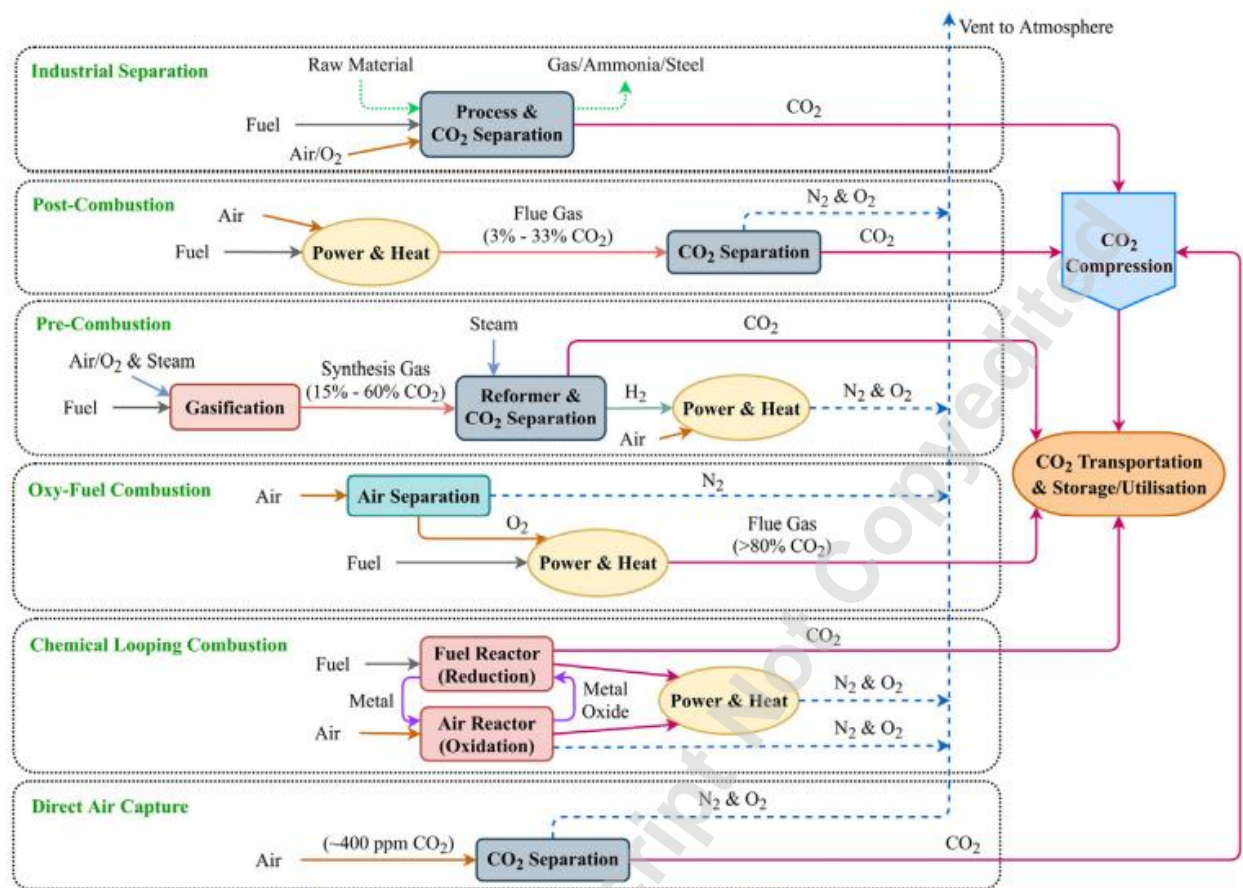 Vent to Atmosphere
Industrial Separation
Raw Material
Gas/Ammonia/Steel
Fuel
Air/O₂
Process &
CO₂ Separation
CO₂
Post-Combustion
Air
Fuel
Power & Heat
Flue Gas
(3% - 33% CO₂)
CO₂ Separation
N₂ & O₂
CO₂
CO₂
Compression
Pre-Combustion
Air/O₂ & Steam
Fuel
Gasification
Synthesis Gas
(15% - 60% CO₂)
Steam
Reformer &
CO₂ Separation
CO₂
H₂
Air
Power & Heat
N₂ & O₂
CO₂ Transportation
& Storage/Utilisation
Oxy-Fuel Combustion
Air
Air Separation
N₂
O₂
Fuel
Power & Heat
Flue Gas
(>80% CO₂)
Chemical Looping Combustion
Fuel
Fuel Reactor
(Reduction)
CO₂
Metal
Metal
Oxide
Air
Air Reactor
(Oxidation)
Power & Heat
N₂ & O₂
N₂ & O₂
Direct Air Capture
Air
(~400 ppm CO₂)
CO₂ Separation
N₂ & O₂
CO₂
cript Not Copyedited